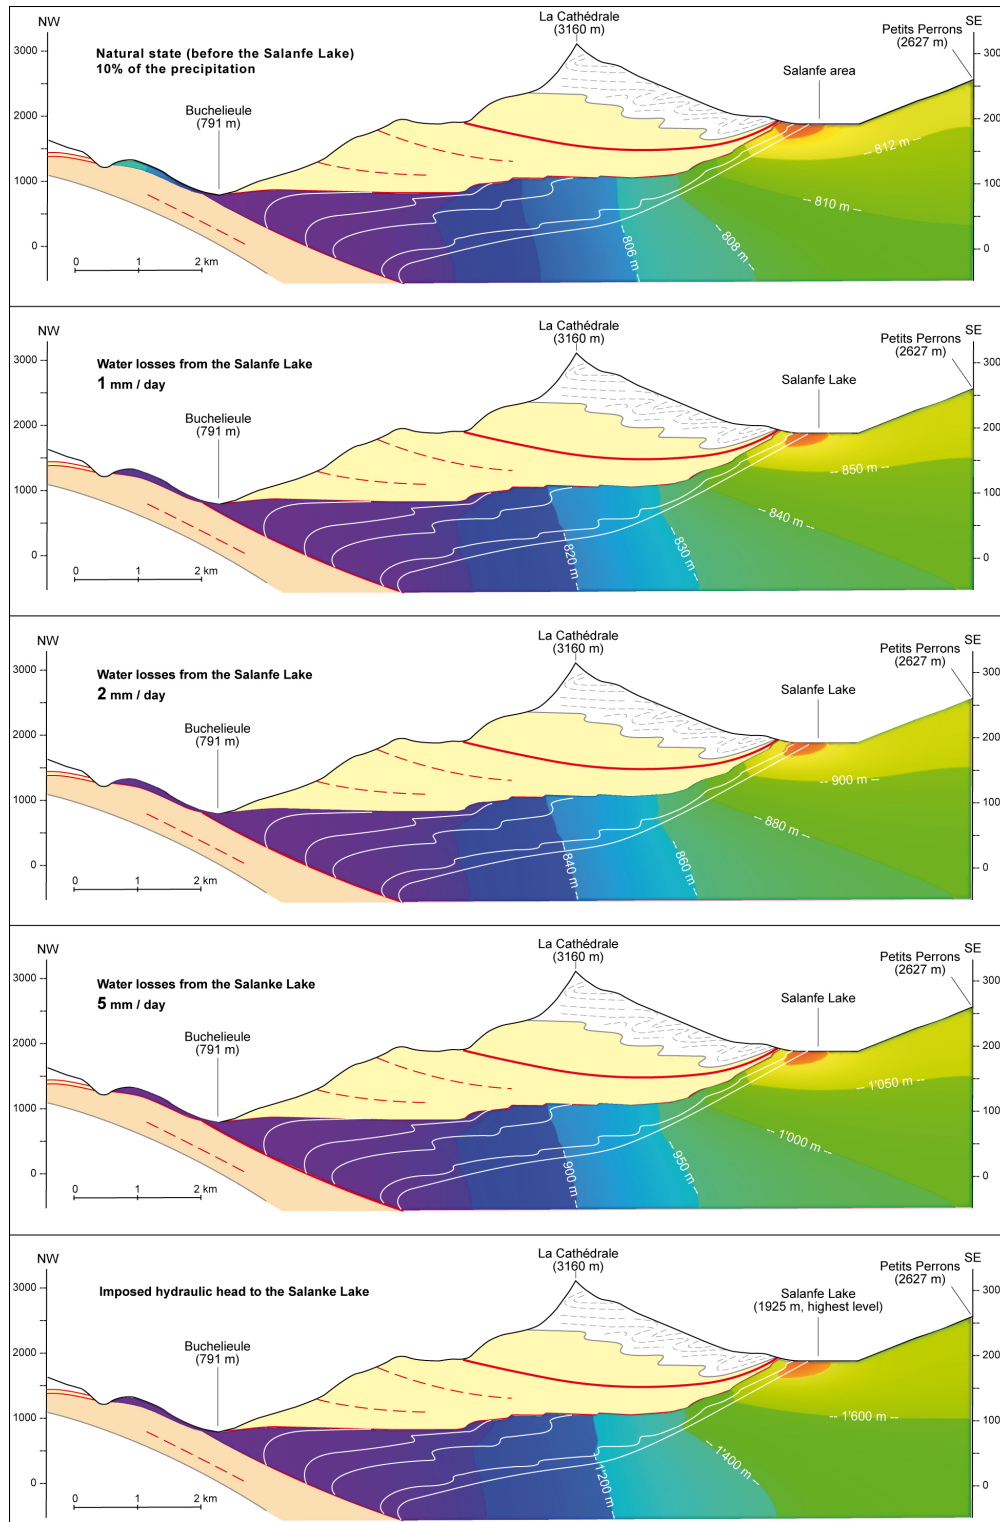 NW
La Cathédrale
(3160 m)
SE
Petits Perrons
(2627 m)
Natural state (before the Salanfe Lake)
10% of the precipitation
Salanfe area
Buchelieule
(791 m)
3000
2000
1000
0
300
200
100
0
-- 812 m --
-- 810 m --
-- 808 m --
-- 806 m --
0 1 2 km
NW
La Cathédrale
(3160 m)
SE
Petits Perrons
(2627 m)
Water losses from the Salanfe Lake
1 mm / day
Salanfe Lake
Buchelieule
(791 m)
3000
2000
1000
0
300
200
100
0
-- 850 m --
-- 840 m --
-- 830 m --
-- 820 m --
0 1 2 km
NW
La Cathédrale
(3160 m)
SE
Petits Perrons
(2627 m)
Water losses from the Salanfe Lake
2 mm / day
Salanfe Lake
Buchelieule
(791 m)
3000
2000
1000
0
300
200
100
0
-- 900 m --
-- 880 m --
-- 860 m --
-- 840 m --
0 1 2 km
NW
La Cathédrale
(3160 m)
SE
Petits Perrons
(2627 m)
Water losses from the Salanke Lake
5 mm / day
Salanfe Lake
Buchelieule
(791 m)
3000
2000
1000
0
300
200
100
0
-- 1'050 m --
-- 1'000 m --
-- 950 m --
-- 900 m --
0 1 2 km
NW
La Cathédrale
(3160 m)
SE
Petits Perrons
(2627 m)
Imposed hydraulic head to the Salanke Lake
Salanfe Lake
(1925 m, highest level)
Buchelieule
(791 m)
3000
2000
1000
0
300
200
100
0
-- 1'600 m --
-- 1'400 m --
-- 1'200 m --
0 1 2 km